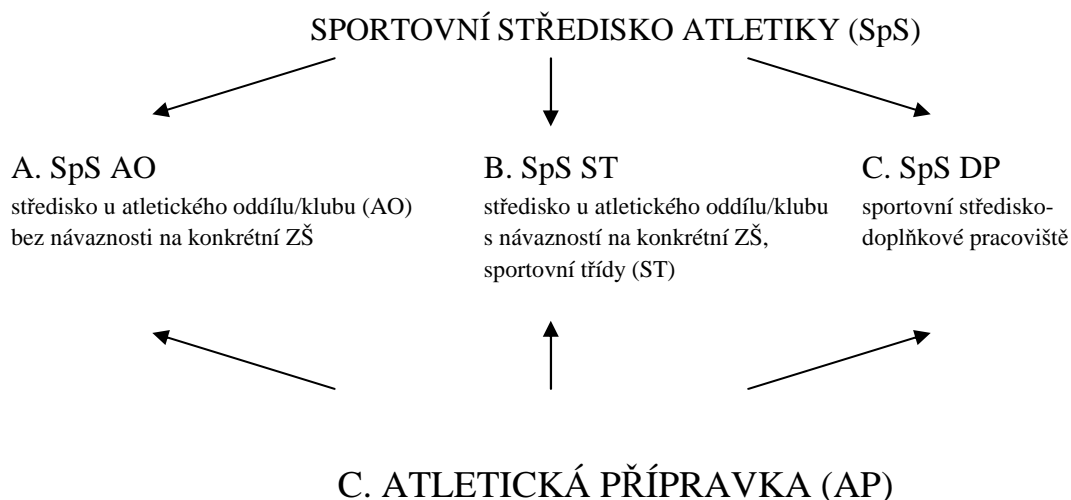 SPORTOVNÍ STŘEDISKO ATLETIKY (SpS)
A. SpS AO
středisko u atletického oddílu/klubu (AO)
bez návaznosti na konkrétní ZŠ
B. SpS ST
středisko u atletického oddílu/klubu
s návazností na konkrétní ZŠ,
sportovní třídy (ST)
C. SpS DP
sportovní středisko-
doplňkové pracoviště
C. ATLETICKÁ PŘÍPRAVKA (AP)